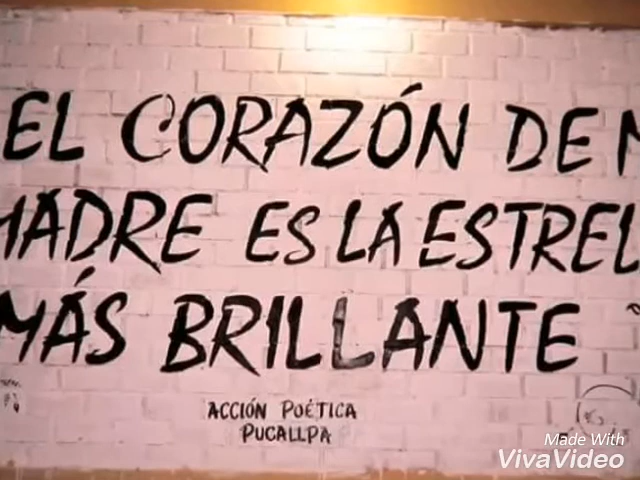 EL CORAZÓN DE M
MADRE ES LA ESTREL
MÁS BRILLANTE
ACCIÓN POÉTICA
PUCALLPA
Made With
VivaVideo